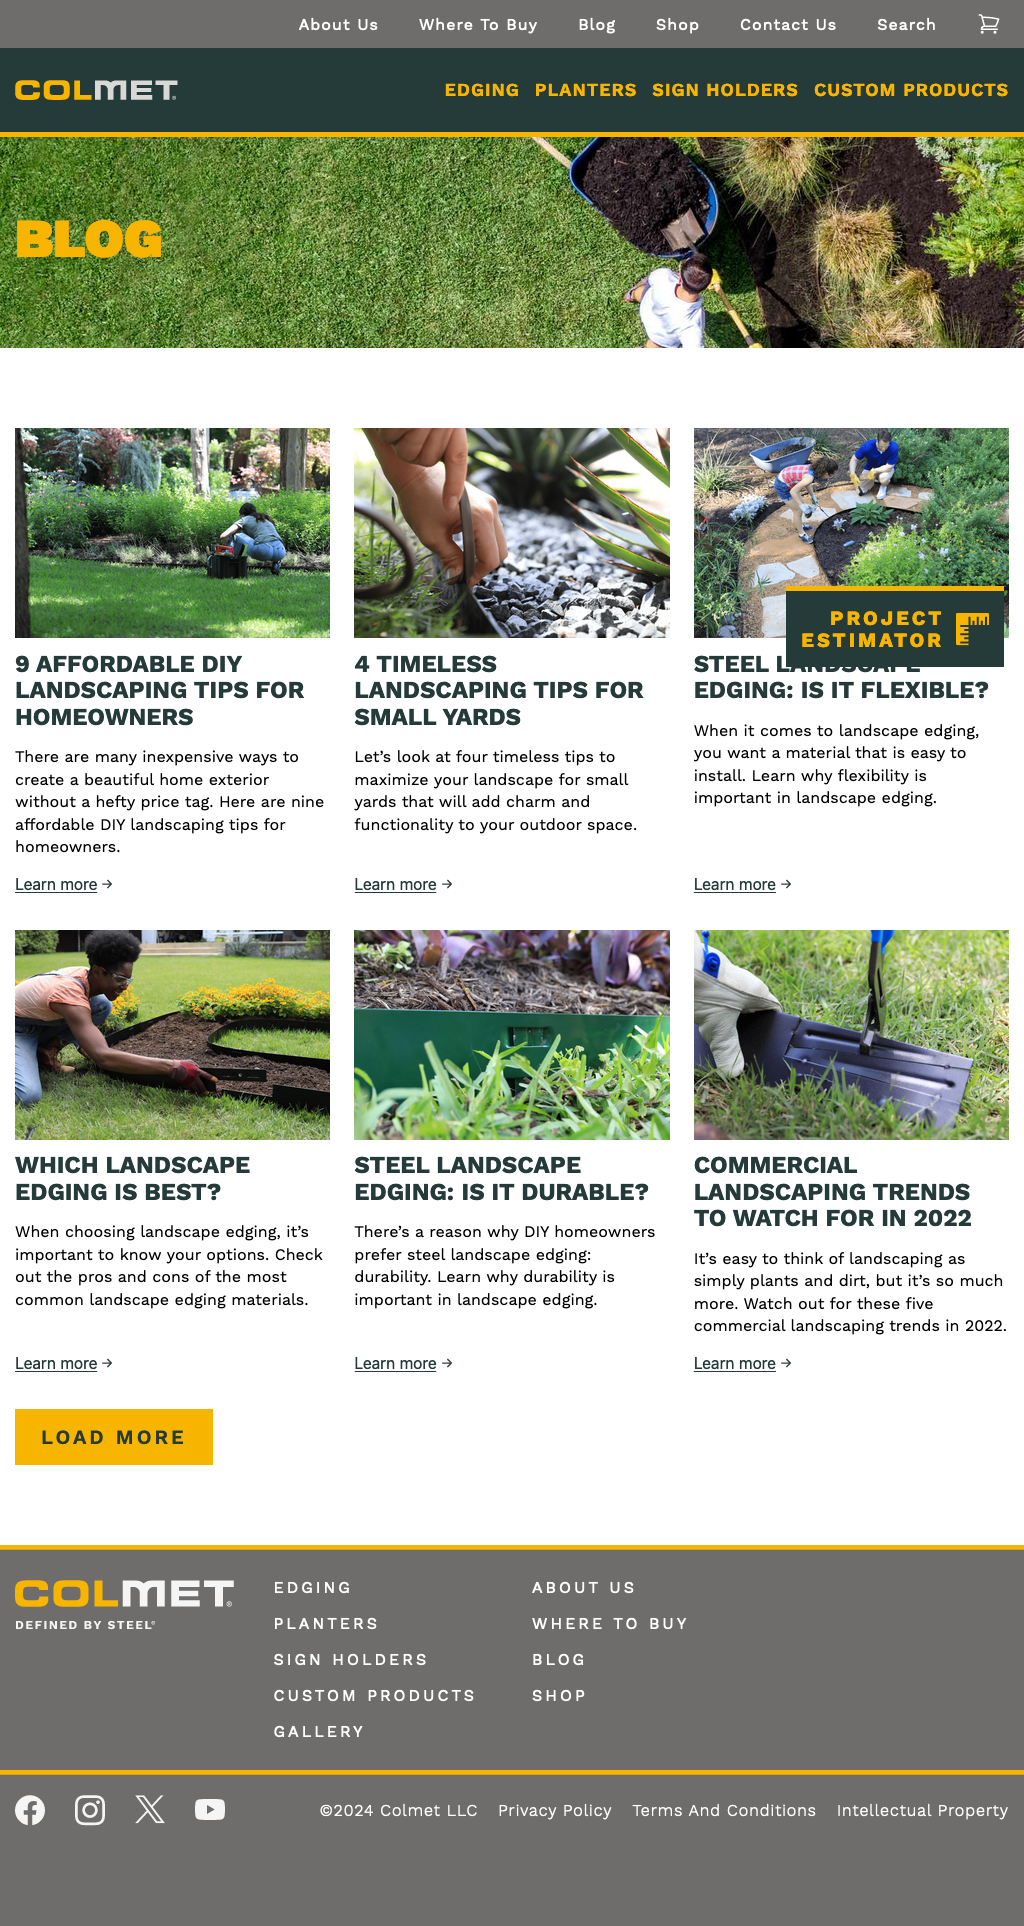 About Us Where To Buy Blog Shop Contact Us Search
COLMET
EDGING PLANTERS SIGN HOLDERS CUSTOM PRODUCTS
BLOG
9 AFFORDABLE DIY
LANDSCAPING TIPS FOR
HOMEOWNERS
There are many inexpensive ways to
create a beautiful home exterior
without a hefty price tag. Here are nine
affordable DIY landscaping tips for
homeowners.
Learn more →
4 TIMELESS
LANDSCAPING TIPS FOR
SMALL YARDS
Let’s look at four timeless tips to
maximize your landscape for small
yards that will add charm and
functionality to your outdoor space.
Learn more →
PROJECT
ESTIMATOR
STEEL LANDSCAPE
EDGING: IS IT FLEXIBLE?
When it comes to landscape edging,
you want a material that is easy to
install. Learn why flexibility is
important in landscape edging.
Learn more →
WHICH LANDSCAPE
EDGING IS BEST?
When choosing landscape edging, it’s
important to know your options. Check
out the pros and cons of the most
common landscape edging materials.
Learn more →
STEEL LANDSCAPE
EDGING: IS IT DURABLE?
There’s a reason why DIY homeowners
prefer steel landscape edging:
durability. Learn why durability is
important in landscape edging.
Learn more →
COMMERCIAL
LANDSCAPING TRENDS
TO WATCH FOR IN 2022
It’s easy to think of landscaping as
simply plants and dirt, but it’s so much
more. Watch out for these five
commercial landscaping trends in 2022.
Learn more →
LOAD MORE
COLMET®
DEFINED BY STEEL®
EDGING
PLANTERS
SIGN HOLDERS
CUSTOM PRODUCTS
GALLERY
ABOUT US
WHERE TO BUY
BLOG
SHOP
©2024 Colmet LLC Privacy Policy Terms And Conditions Intellectual Property